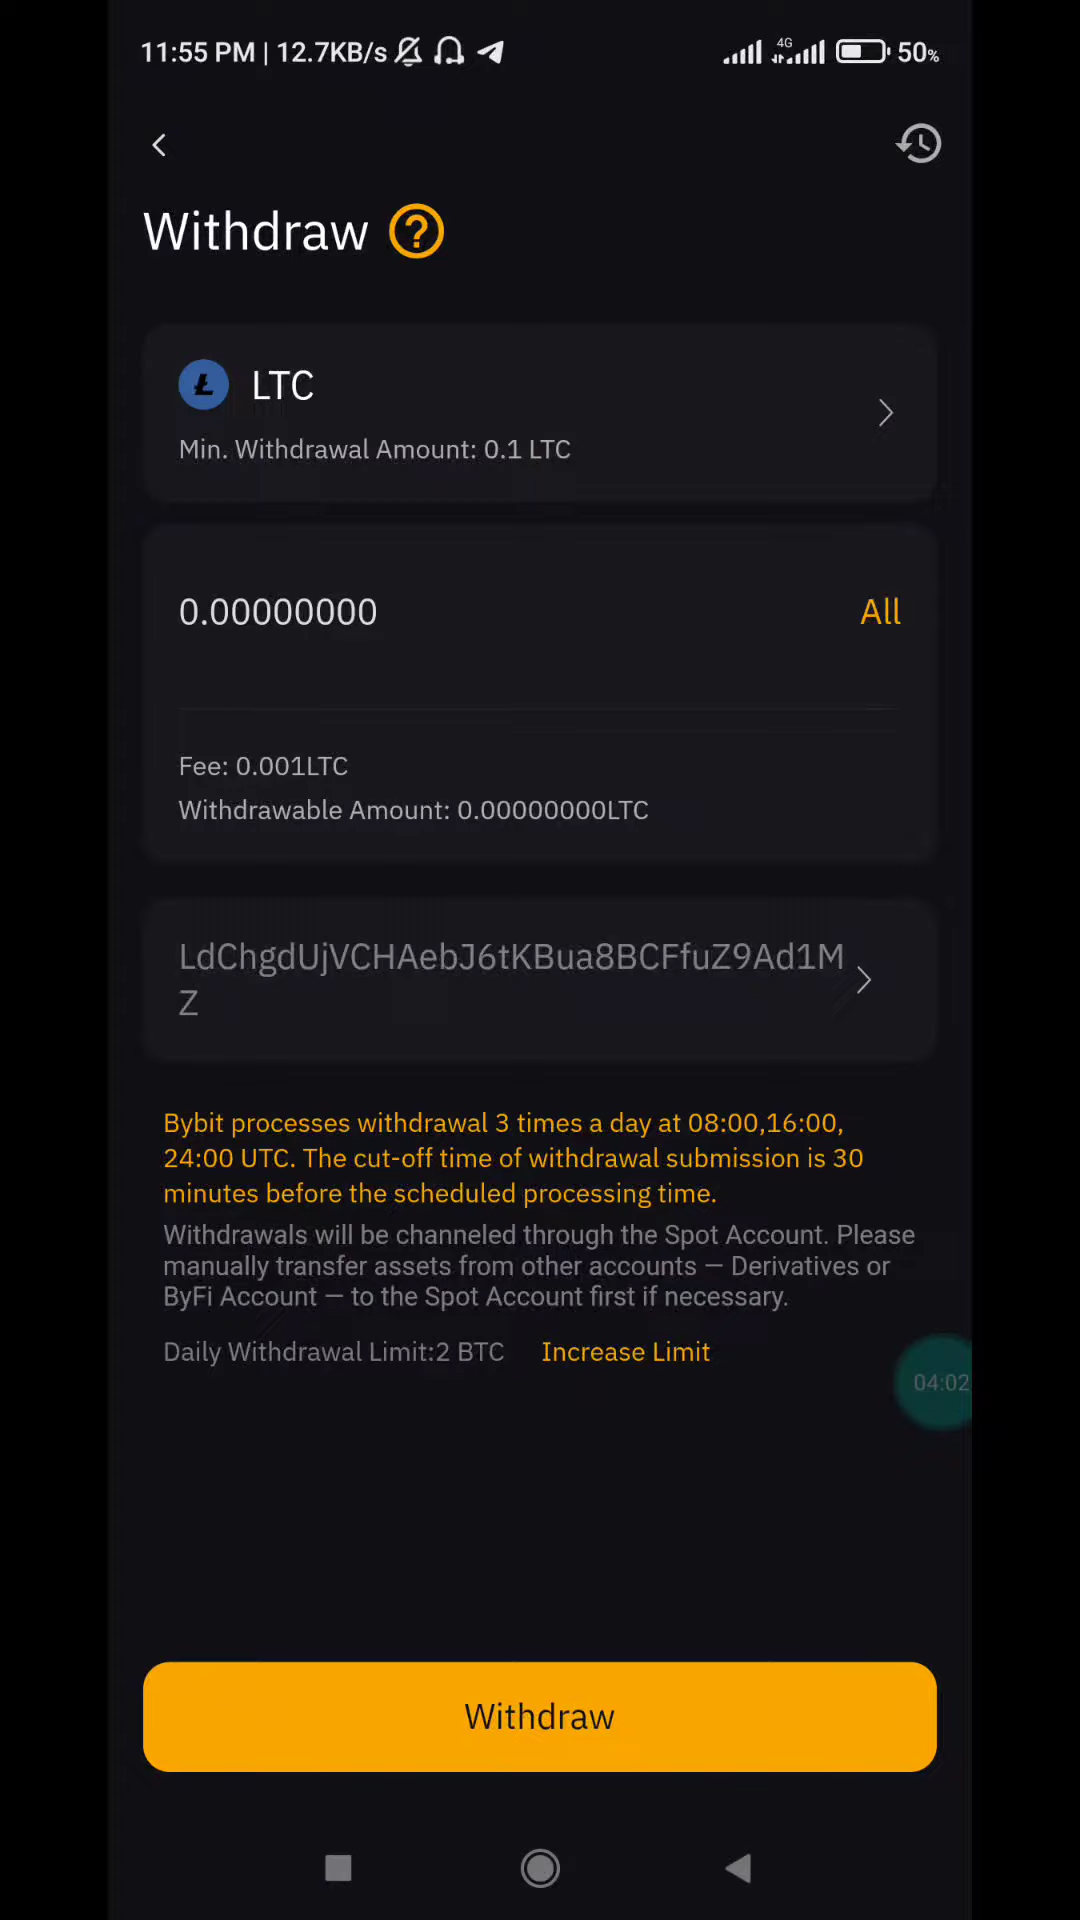 11:55 PM | 12.7KB/s
4G
50%
Withdraw ?
LTC
Min. Withdrawal Amount: 0.1 LTC
0.00000000
All
Fee: 0.001LTC
Withdrawable Amount: 0.00000000LTC
LdChgdUjVCHAebJ6tKBua8BCFfuZ9Ad1M
Z
Bybit processes withdrawal 3 times a day at 08:00,16:00,
24:00 UTC. The cut-off time of withdrawal submission is 30
minutes before the scheduled processing time.
Withdrawals will be channeled through the Spot Account. Please
manually transfer assets from other accounts — Derivatives or
ByFi Account — to the Spot Account first if necessary.
Daily Withdrawal Limit:2 BTC Increase Limit
04:02
Withdraw